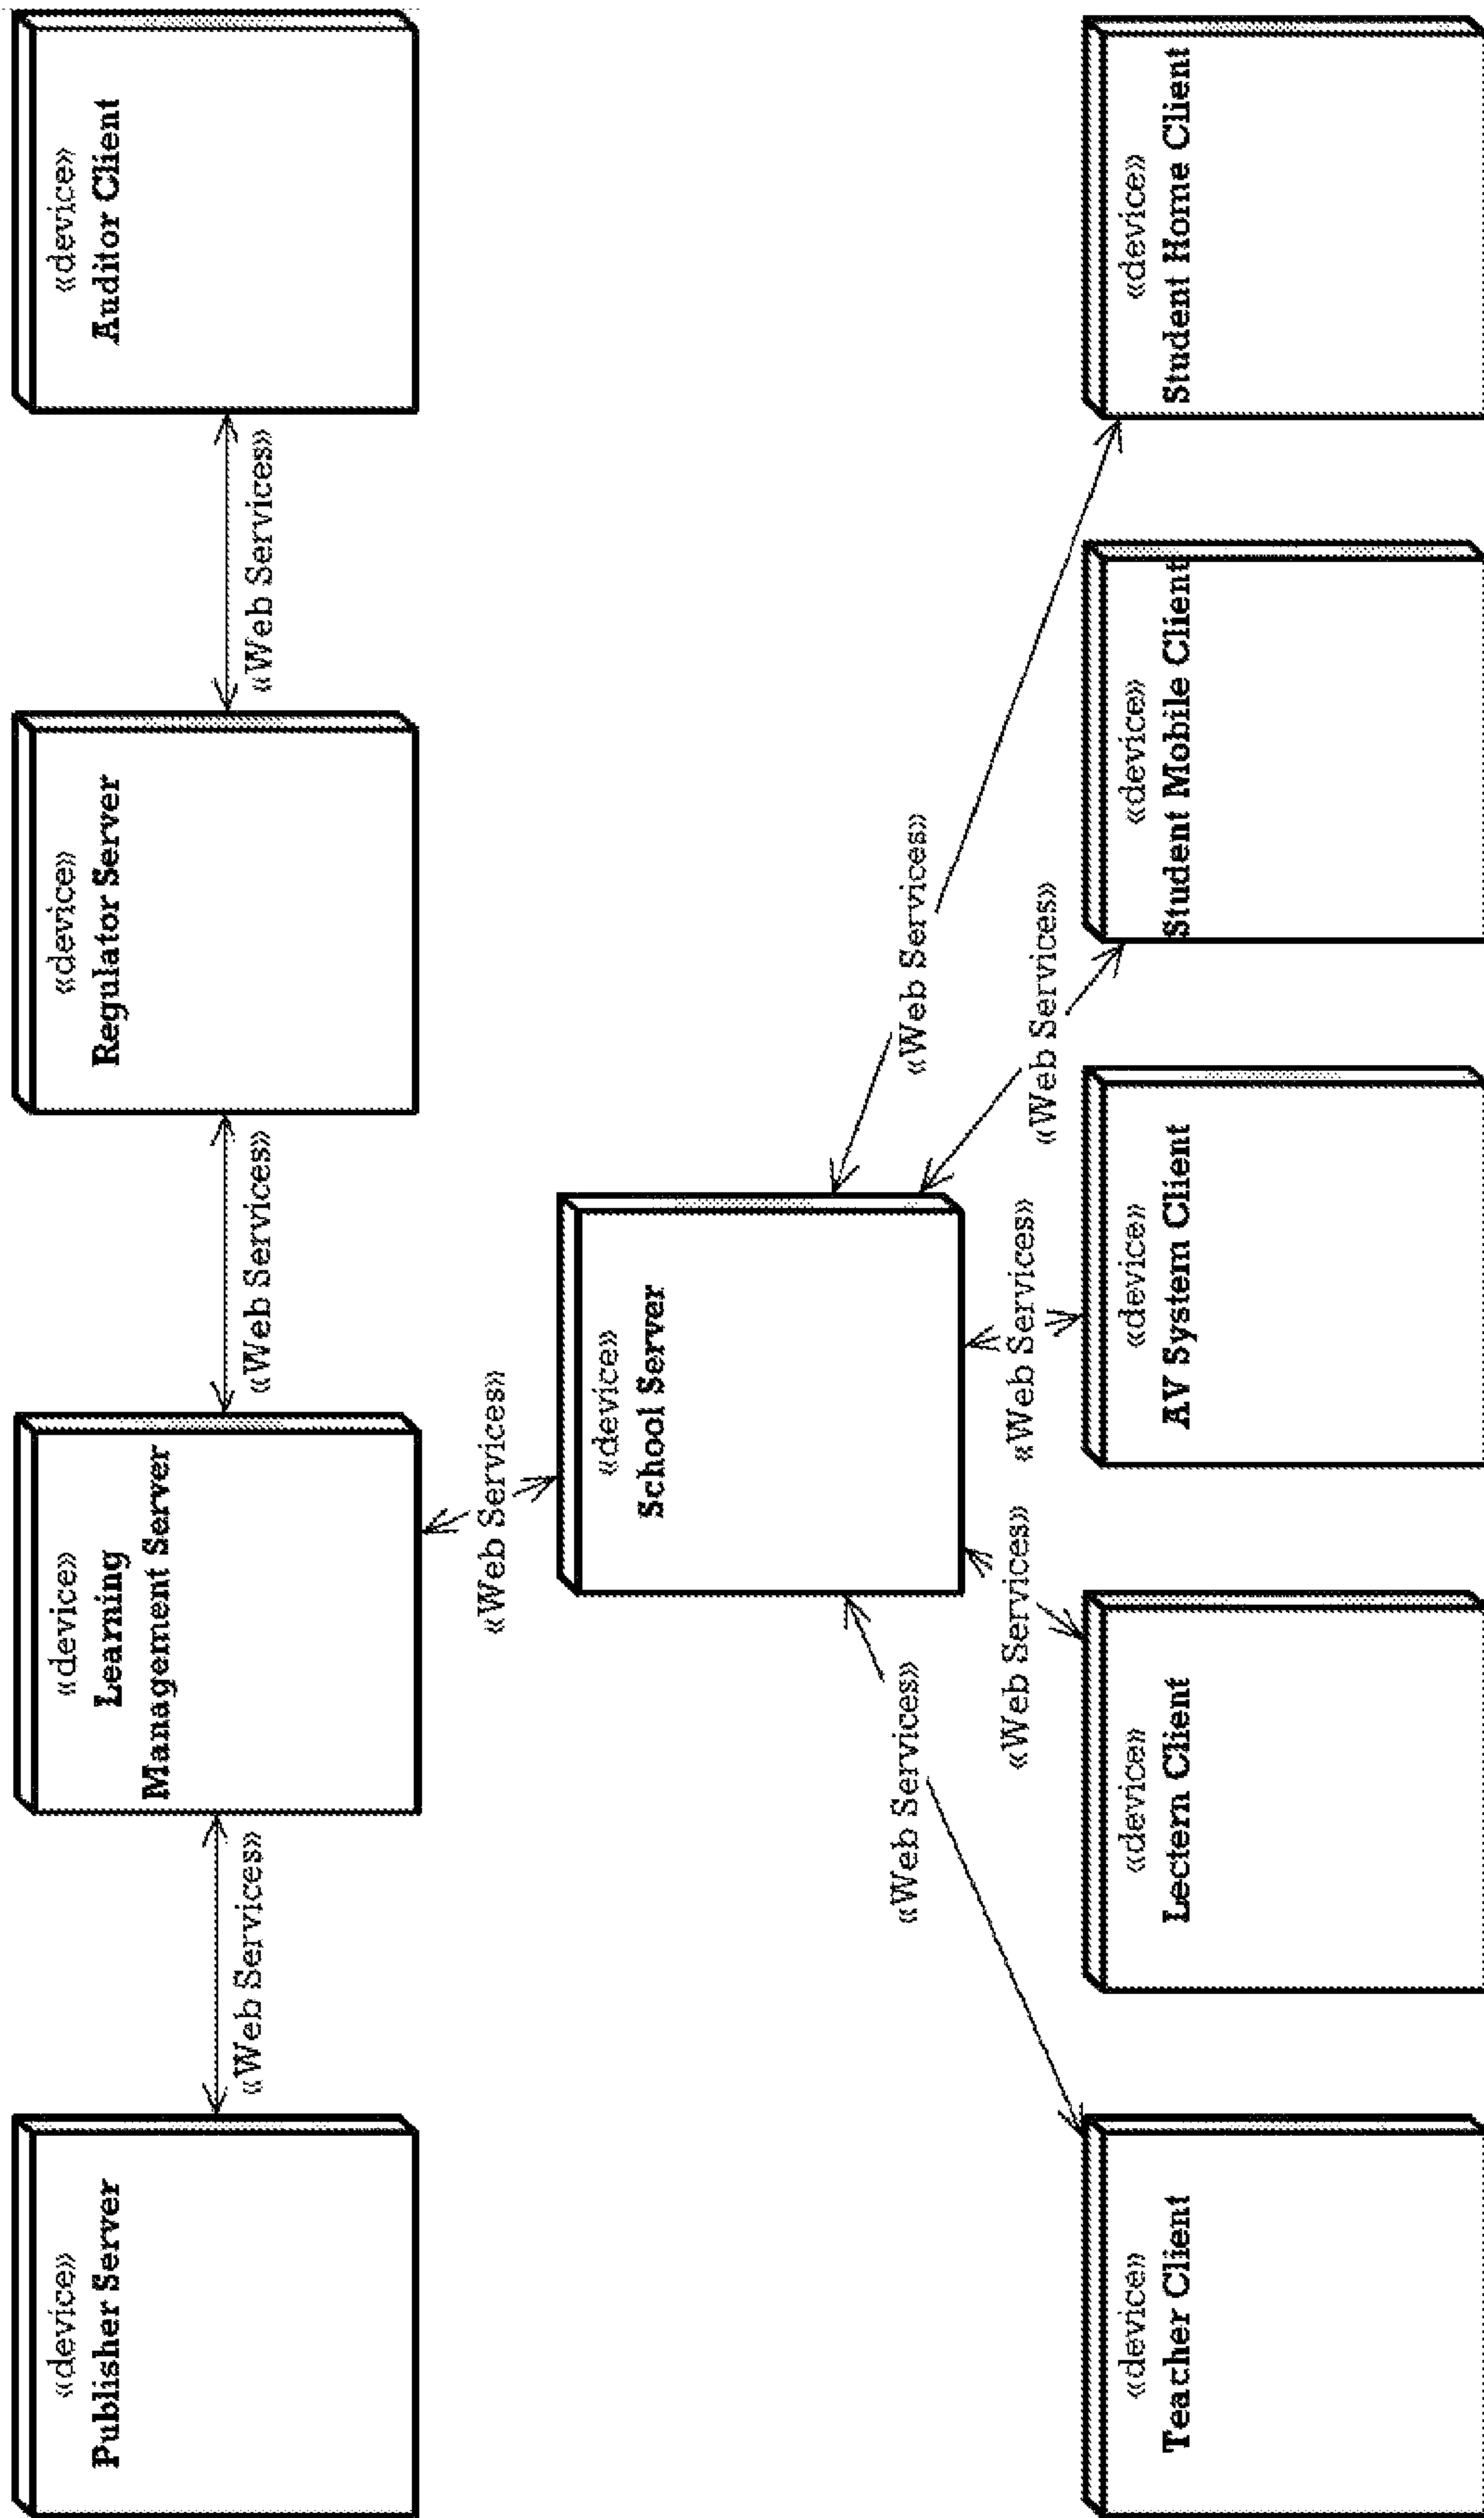 «device»
Publisher Server
«Web Services»
«device»
Learning
Management Server
«Web Services»
«device»
Regulator Server
«Web Services»
«device»
Auditor Client
«Web Services»
«device»
School Server
«Web Services»
«Web Services»
«Web Services»
«Web Services»
«Web Services»
«device»
Teacher Client
«device»
Lectern Client
«device»
AV System Client
«device»
Student Mobile Client
«device»
Student Home Client